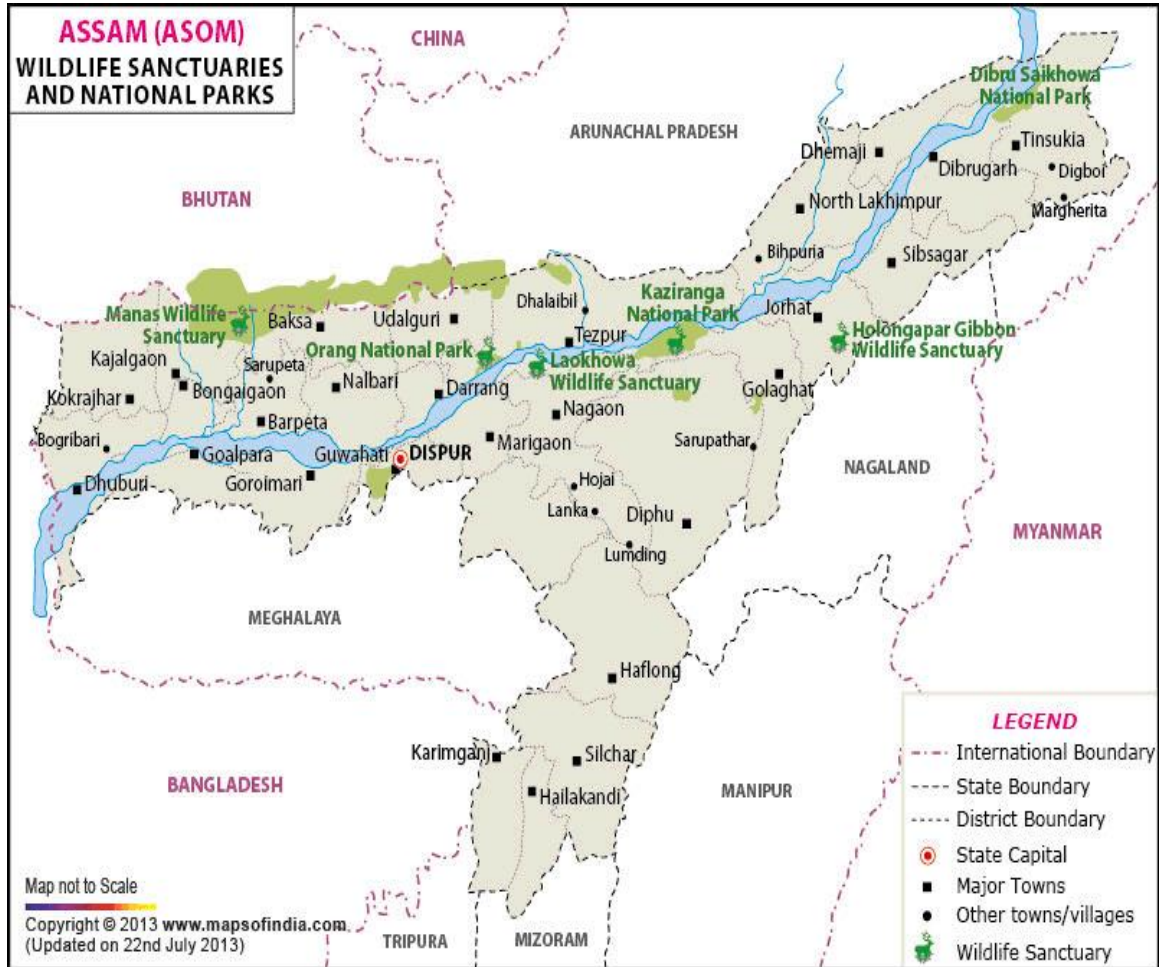 ASSAM (ASOM)
WILDLIFE SANCTUARIES
AND NATIONAL PARKS
CHINA
Dibru Saikhowa
National Park
ARUNACHAL PRADESH
Dhemaji
Tinsukia
Dibrugarh
Digboi
BHUTAN
North Lakhimpur
Margherita
Bihpuria
Sibsagar
Manas Wildlife
Sanctuary
Baksa
Udalguri
Dhalaibil
Kaziranga
National Park
Jorhat
Tezpur
Holongapar Gibbon
Wildlife Sanctuary
Orang National Park
Laokhowa
Wildlife Sanctuary
Kajalgaon
Sarupeta
Kokrajhar
Bongaigaon
Nalbari
Darrang
Golaghat
Barpeta
Nagaon
Bogribari
Goalpara
Guwahati
DISPUR
Marigaon
Sarupathar
NAGALAND
Dhuburi
Goroimari
Hojai
Lanka
Diphu
Lumding
MYANMAR
MEGHALAYA
Haflong
Karimganj
Silchar
BANGLADESH
Hailakandi
MANIPUR
TRIPURA
MIZORAM
LEGEND
International Boundary
State Boundary
District Boundary
State Capital
Major Towns
Other towns/villages
Wildlife Sanctuary
Map not to Scale
Copyright © 2013 www.mapsofindia.com
(Updated on 22nd July 2013)